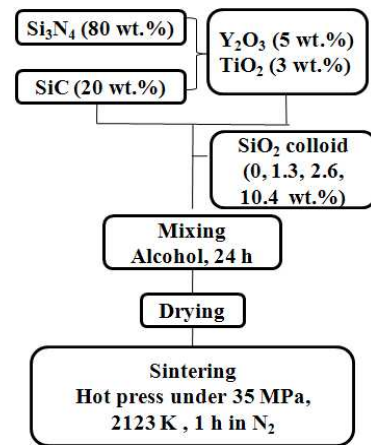 Si₃N₄ (80 wt.%)
SiC (20 wt.%)
Y₂O₃ (5 wt.%)
TiO₂ (3 wt.%)
SiO₂ colloid
(0, 1.3, 2.6,
10.4 wt.%)
Mixing
Alcohol, 24 h
Drying
Sintering
Hot press under 35 MPa,
2123 K , 1 h in N₂